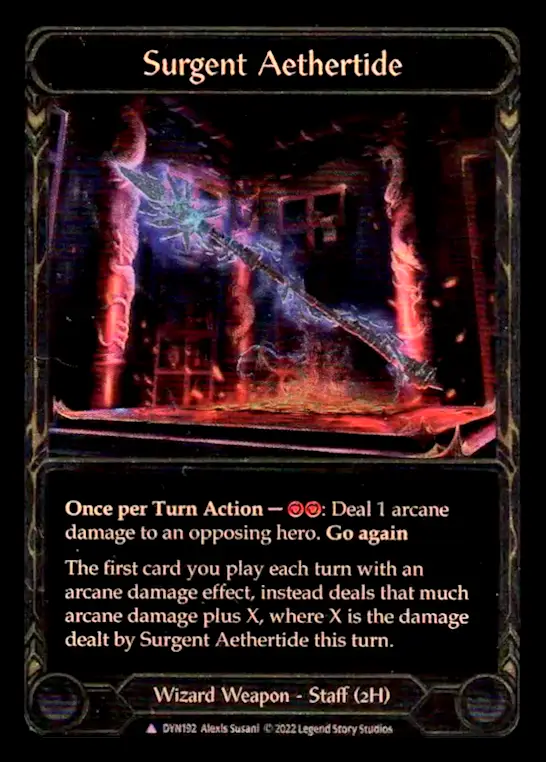 Surgent Aethertide
Once per Turn Action — : Deal 1 arcane
damage to an opposing hero. Go again
The first card you play each turn with an
arcane damage effect, instead deals that much
arcane damage plus X, where X is the damage
dealt by Surgent Aethertide this turn.
Wizard Weapon - Staff (2H)
DYN192 Alexis Susani © 2022 Legend Story Studios